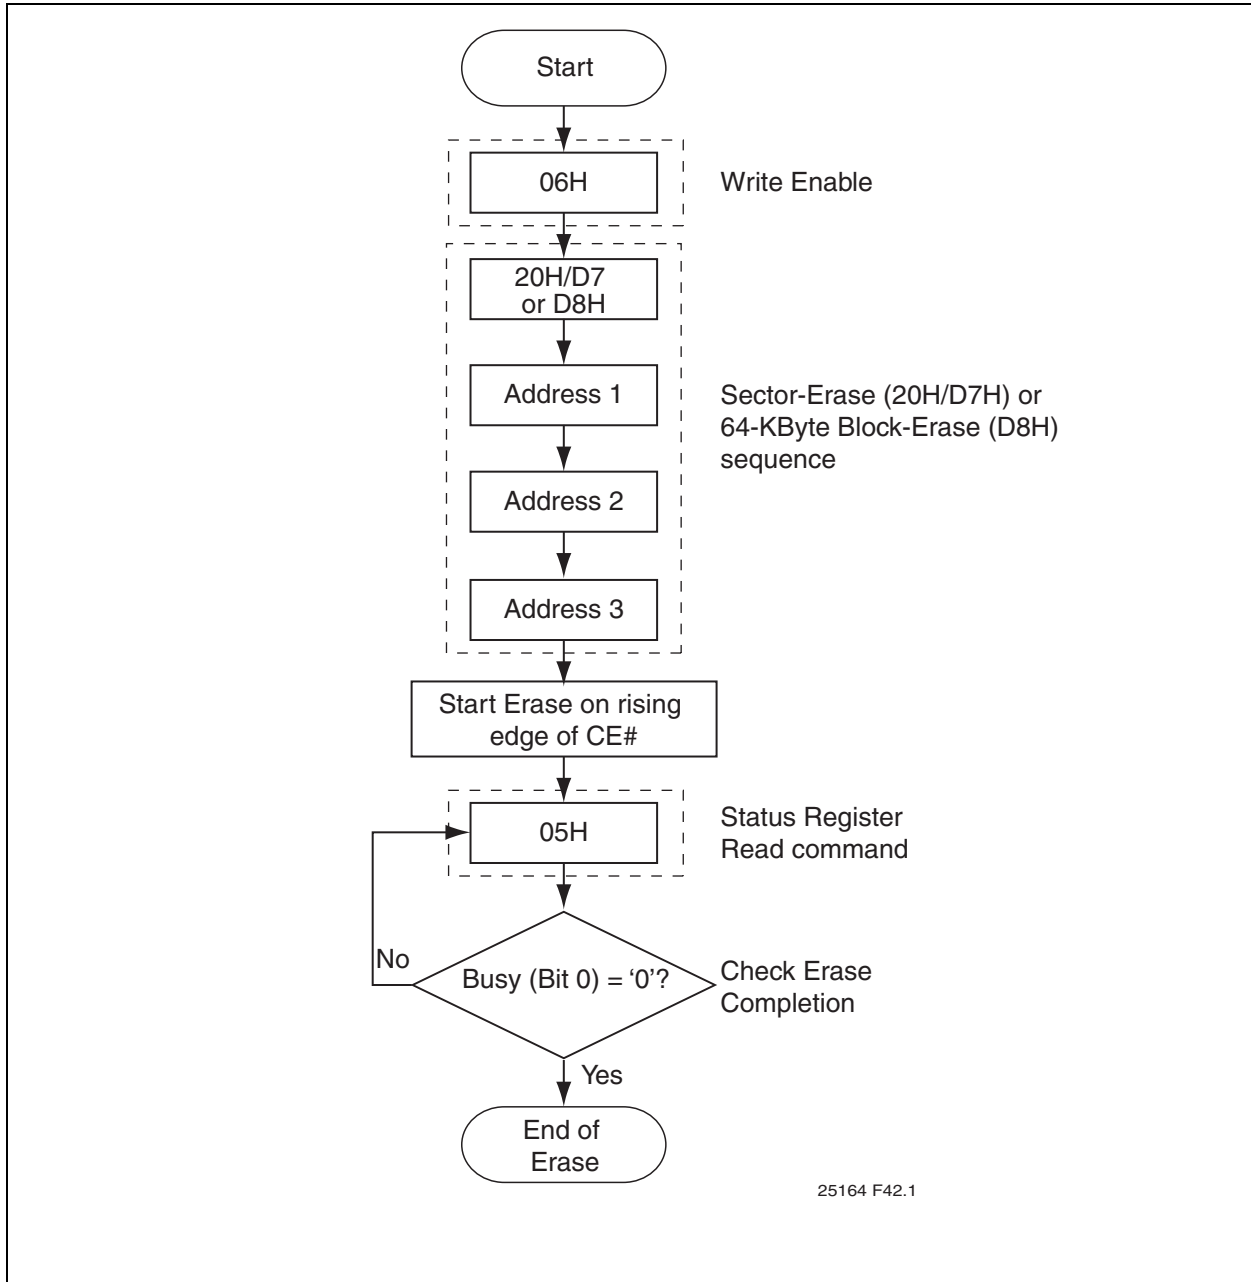 Start
06H
Write Enable
20H/D7
or D8H
Address 1
Sector-Erase (20H/D7H) or
64-KByte Block-Erase (D8H)
sequence
Address 2
Address 3
Start Erase on rising
edge of CE#
05H
Status Register
Read command
No
Busy (Bit 0) = ‘0’?
Check Erase
Completion
Yes
End of
Erase
25164 F42.1